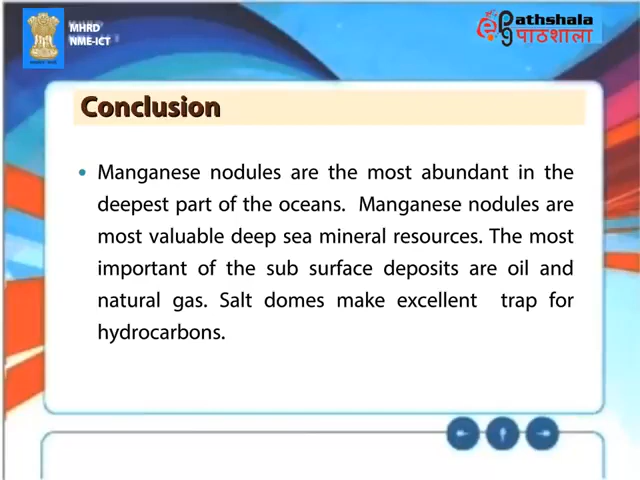 MHRD
NME-ICT
e Pathshala
पाठशाला
Conclusion
• Manganese nodules are the most abundant in the
deepest part of the oceans. Manganese nodules are
most valuable deep sea mineral resources. The most
important of the sub surface deposits are oil and
natural gas. Salt domes make excellent trap for
hydrocarbons.